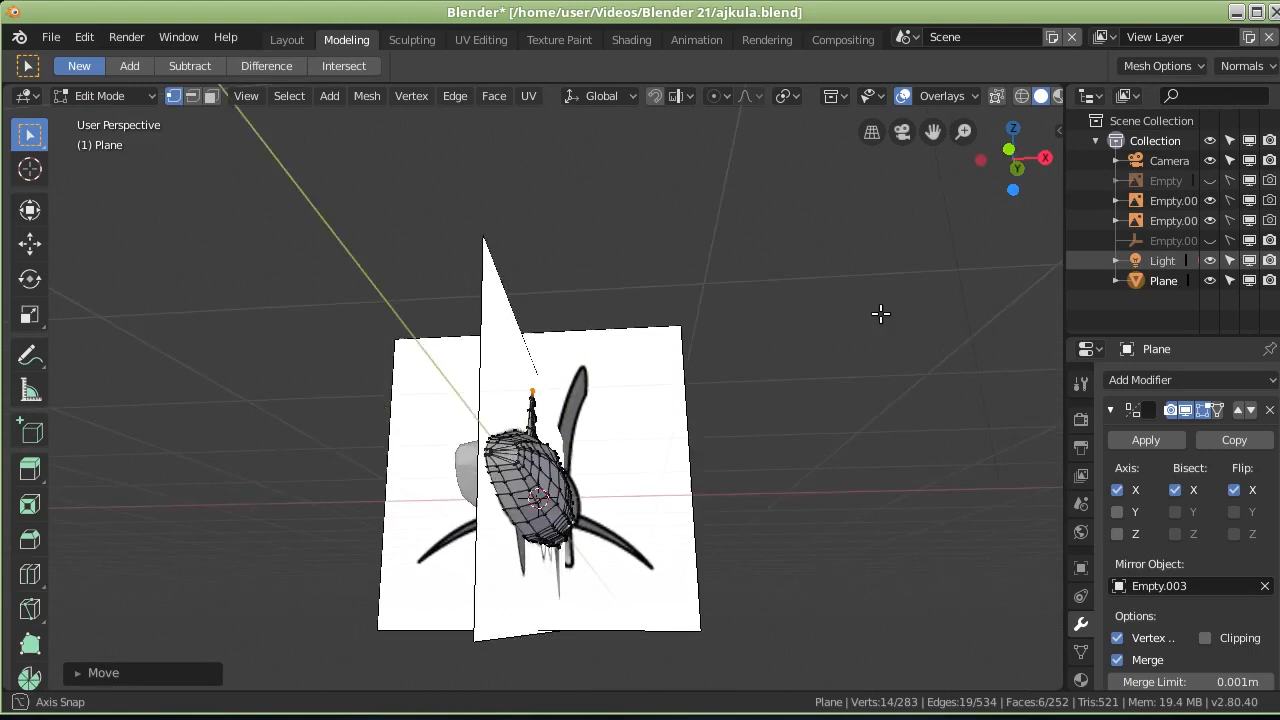 Blender* [/home/user/Videos/Blender 21/ajkula.blend]
File Edit Render Window Help Layout Modeling Sculpting UV Editing Texture Paint Shading Animation Rendering Compositing Scene View Layer
New Add Subtract Difference Intersect Mesh Options Normals
Edit Mode View Select Add Mesh Vertex Edge Face UV Global Overlays
User Perspective
(1) Plane
Z
X
Y
Scene Collection
Collection
Camera
Empty
Empty.00
Empty.00
Empty.00
Light
Plane
Plane
Add Modifier
Apply Copy
Axis: Bisect: Flip:
X X X
Y Y Y
Z Z Z
Mirror Object:
Empty.003
Options:
Vertex .. Clipping
Merge
Merge Limit: 0.001m
Move
Axis Snap
Plane | Verts:14/283 | Edges:19/534 | Faces:6/252 | Tris:521 | Mem: 19.4 MB | v2.80.40